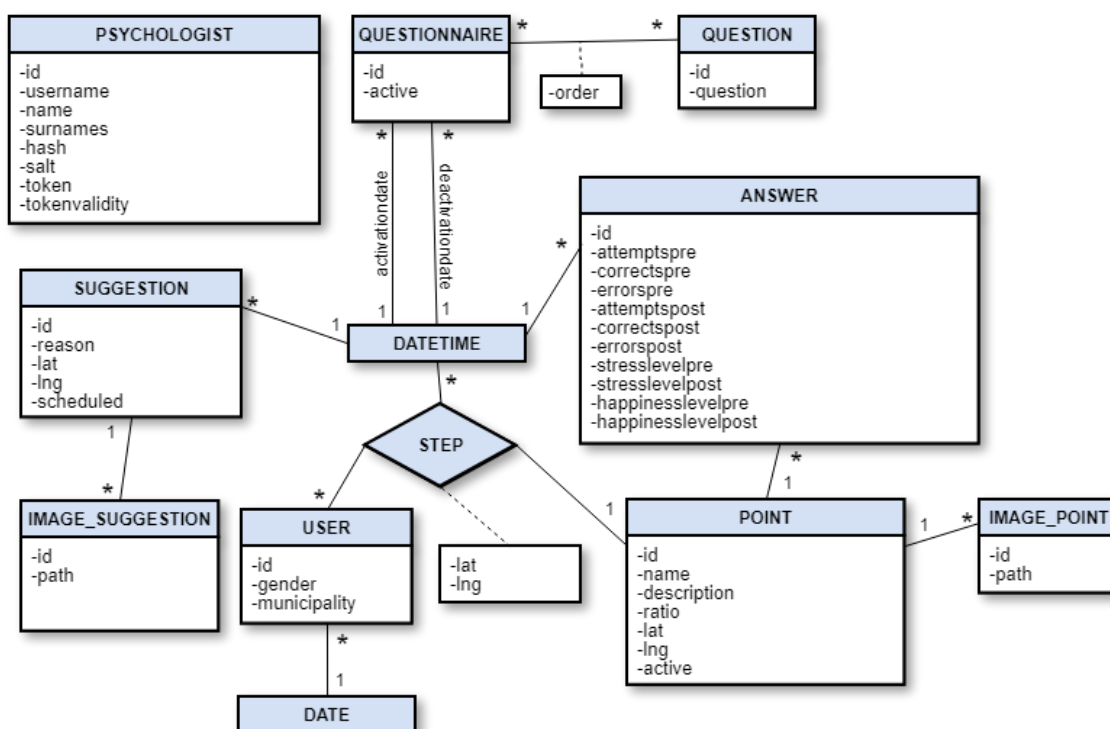 PSYCHOLOGIST
-id
-username
-name
-surnames
-hash
-salt
-token
-tokenvalidity
QUESTIONNAIRE
-id
-active
*
*
-order
QUESTION
-id
-question
*
*
activationdate
deactivationdate
1
1
ANSWER
-id
-attemptspre
-correctspre
-errorspre
-attemptspost
-correctspost
-errorspost
-stresslevelpre
-stresslevelpost
-happinesslevelpre
-happinesslevelpost
*
1
SUGGESTION
-id
-reason
-lat
-lng
-scheduled
*
1
DATETIME
*
STEP
1
*
IMAGE_SUGGESTION
-id
-path
*
USER
-id
-gender
-municipality
-lat
-lng
1
*
1
POINT
-id
-name
-description
-ratio
-lat
-lng
-active
1
*
IMAGE_POINT
-id
-path
*
1
DATE